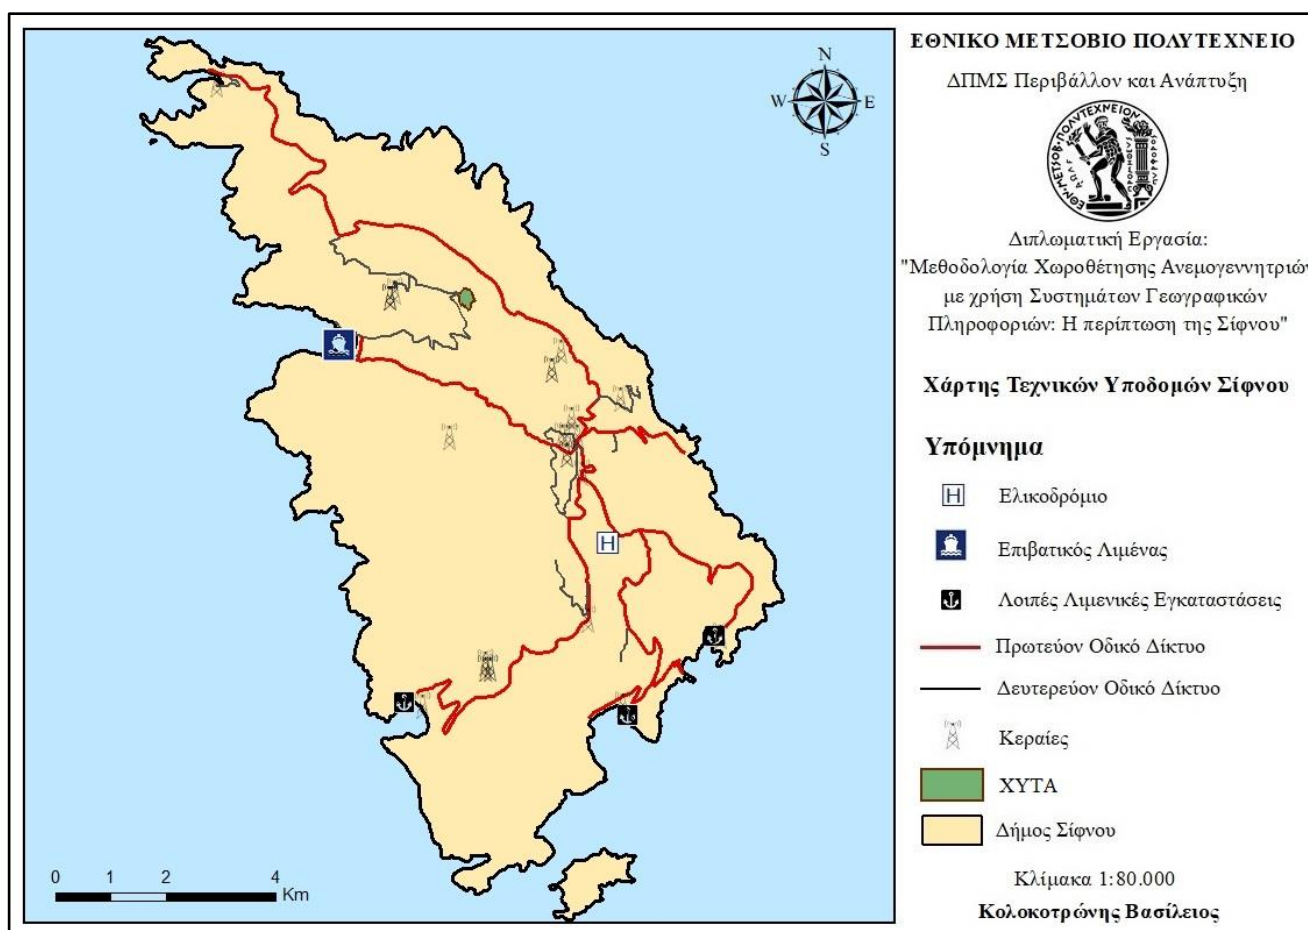 N
W E
S
0 1 2 4
Km
ΕΘΝΙΚΟ ΜΕΤΣΟΒΙΟ ΠΟΛΥΤΕΧΝΕΙΟ
ΔΠΜΣ Περιβάλλον και Ανάπτυξη
Διπλωματική Εργασία:
"Μεθοδολογία Χωροθέτησης Ανεμογεννητριών
με χρήση Συστημάτων Γεωγραφικών
Πληροφοριών: Η περίπτωση της Σίφνου"
Χάρτης Τεχνικών Υποδομών Σίφνου
Υπόμνημα
H Ελικοδρόμιο
Επιβατικός Λιμένας
Λοιπές Λιμενικές Εγκαταστάσεις
Πρωτεύον Οδικό Δίκτυο
Δευτερεύον Οδικό Δίκτυο
Κεραίες
ΧΥΤΑ
Δήμος Σίφνου
Κλίμακα 1:80.000
Κολοκοτρώνης Βασίλειος
H